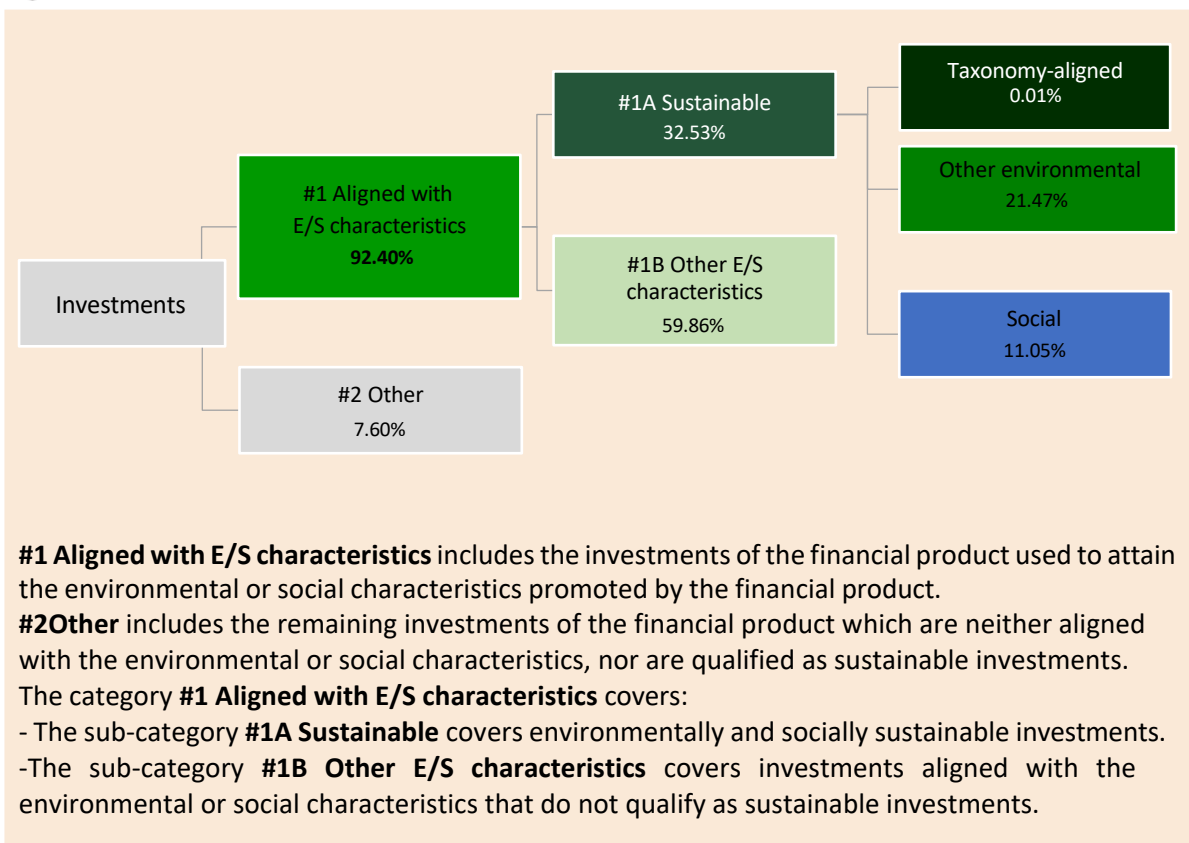 Investments
#1 Aligned with
E/S characteristics
92.40%
#2 Other
7.60%
#1A Sustainable
32.53%
#1B Other E/S
characteristics
59.86%
Taxonomy-aligned
0.01%
Other environmental
21.47%
Social
11.05%
#1 Aligned with E/S characteristics includes the investments of the financial product used to attain
the environmental or social characteristics promoted by the financial product.
#2Other includes the remaining investments of the financial product which are neither aligned
with the environmental or social characteristics, nor are qualified as sustainable investments.
The category #1 Aligned with E/S characteristics covers:
- The sub-category #1A Sustainable covers environmentally and socially sustainable investments.
-The sub-category #1B Other E/S characteristics covers investments aligned with the
environmental or social characteristics that do not qualify as sustainable investments.